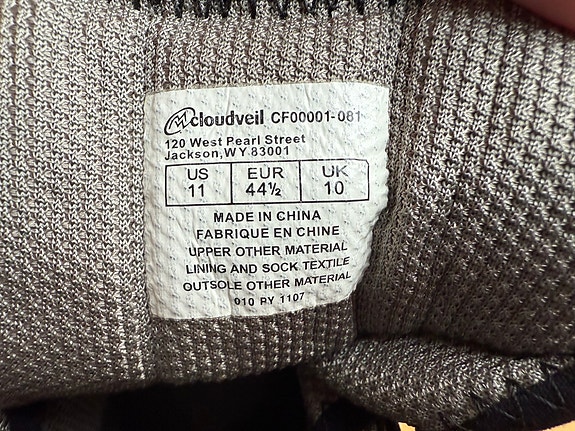 cloudveil CF00001-081
120 West Pearl Street
Jackson,WY 83001
US EUR UK
11 44½ 10
MADE IN CHINA
FABRIQUE EN CHINE
UPPER OTHER MATERIAL
LINING AND SOCK TEXTILE
OUTSOLE OTHER MATERIAL
010 PY 1107